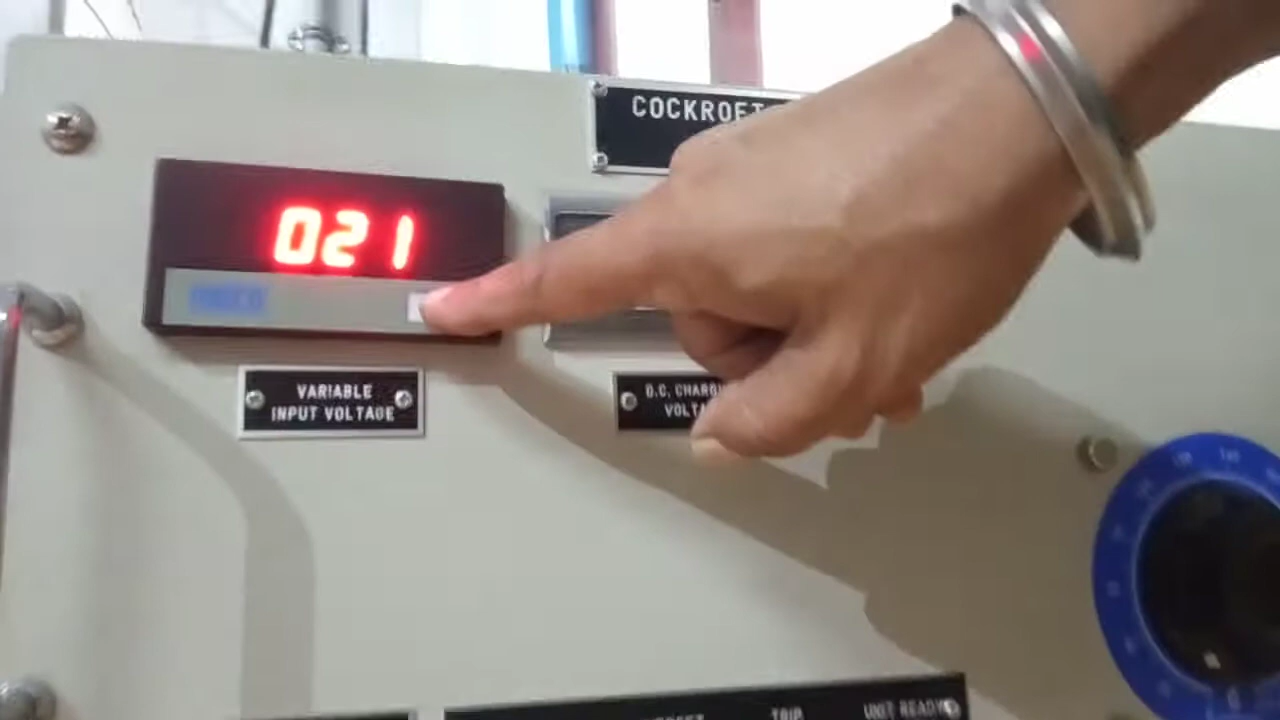 COCKROFT
021
VARIABLE
INPUT VOLTAGE
D.C. CHARG
VOLTA
TRIP
UNIT READY